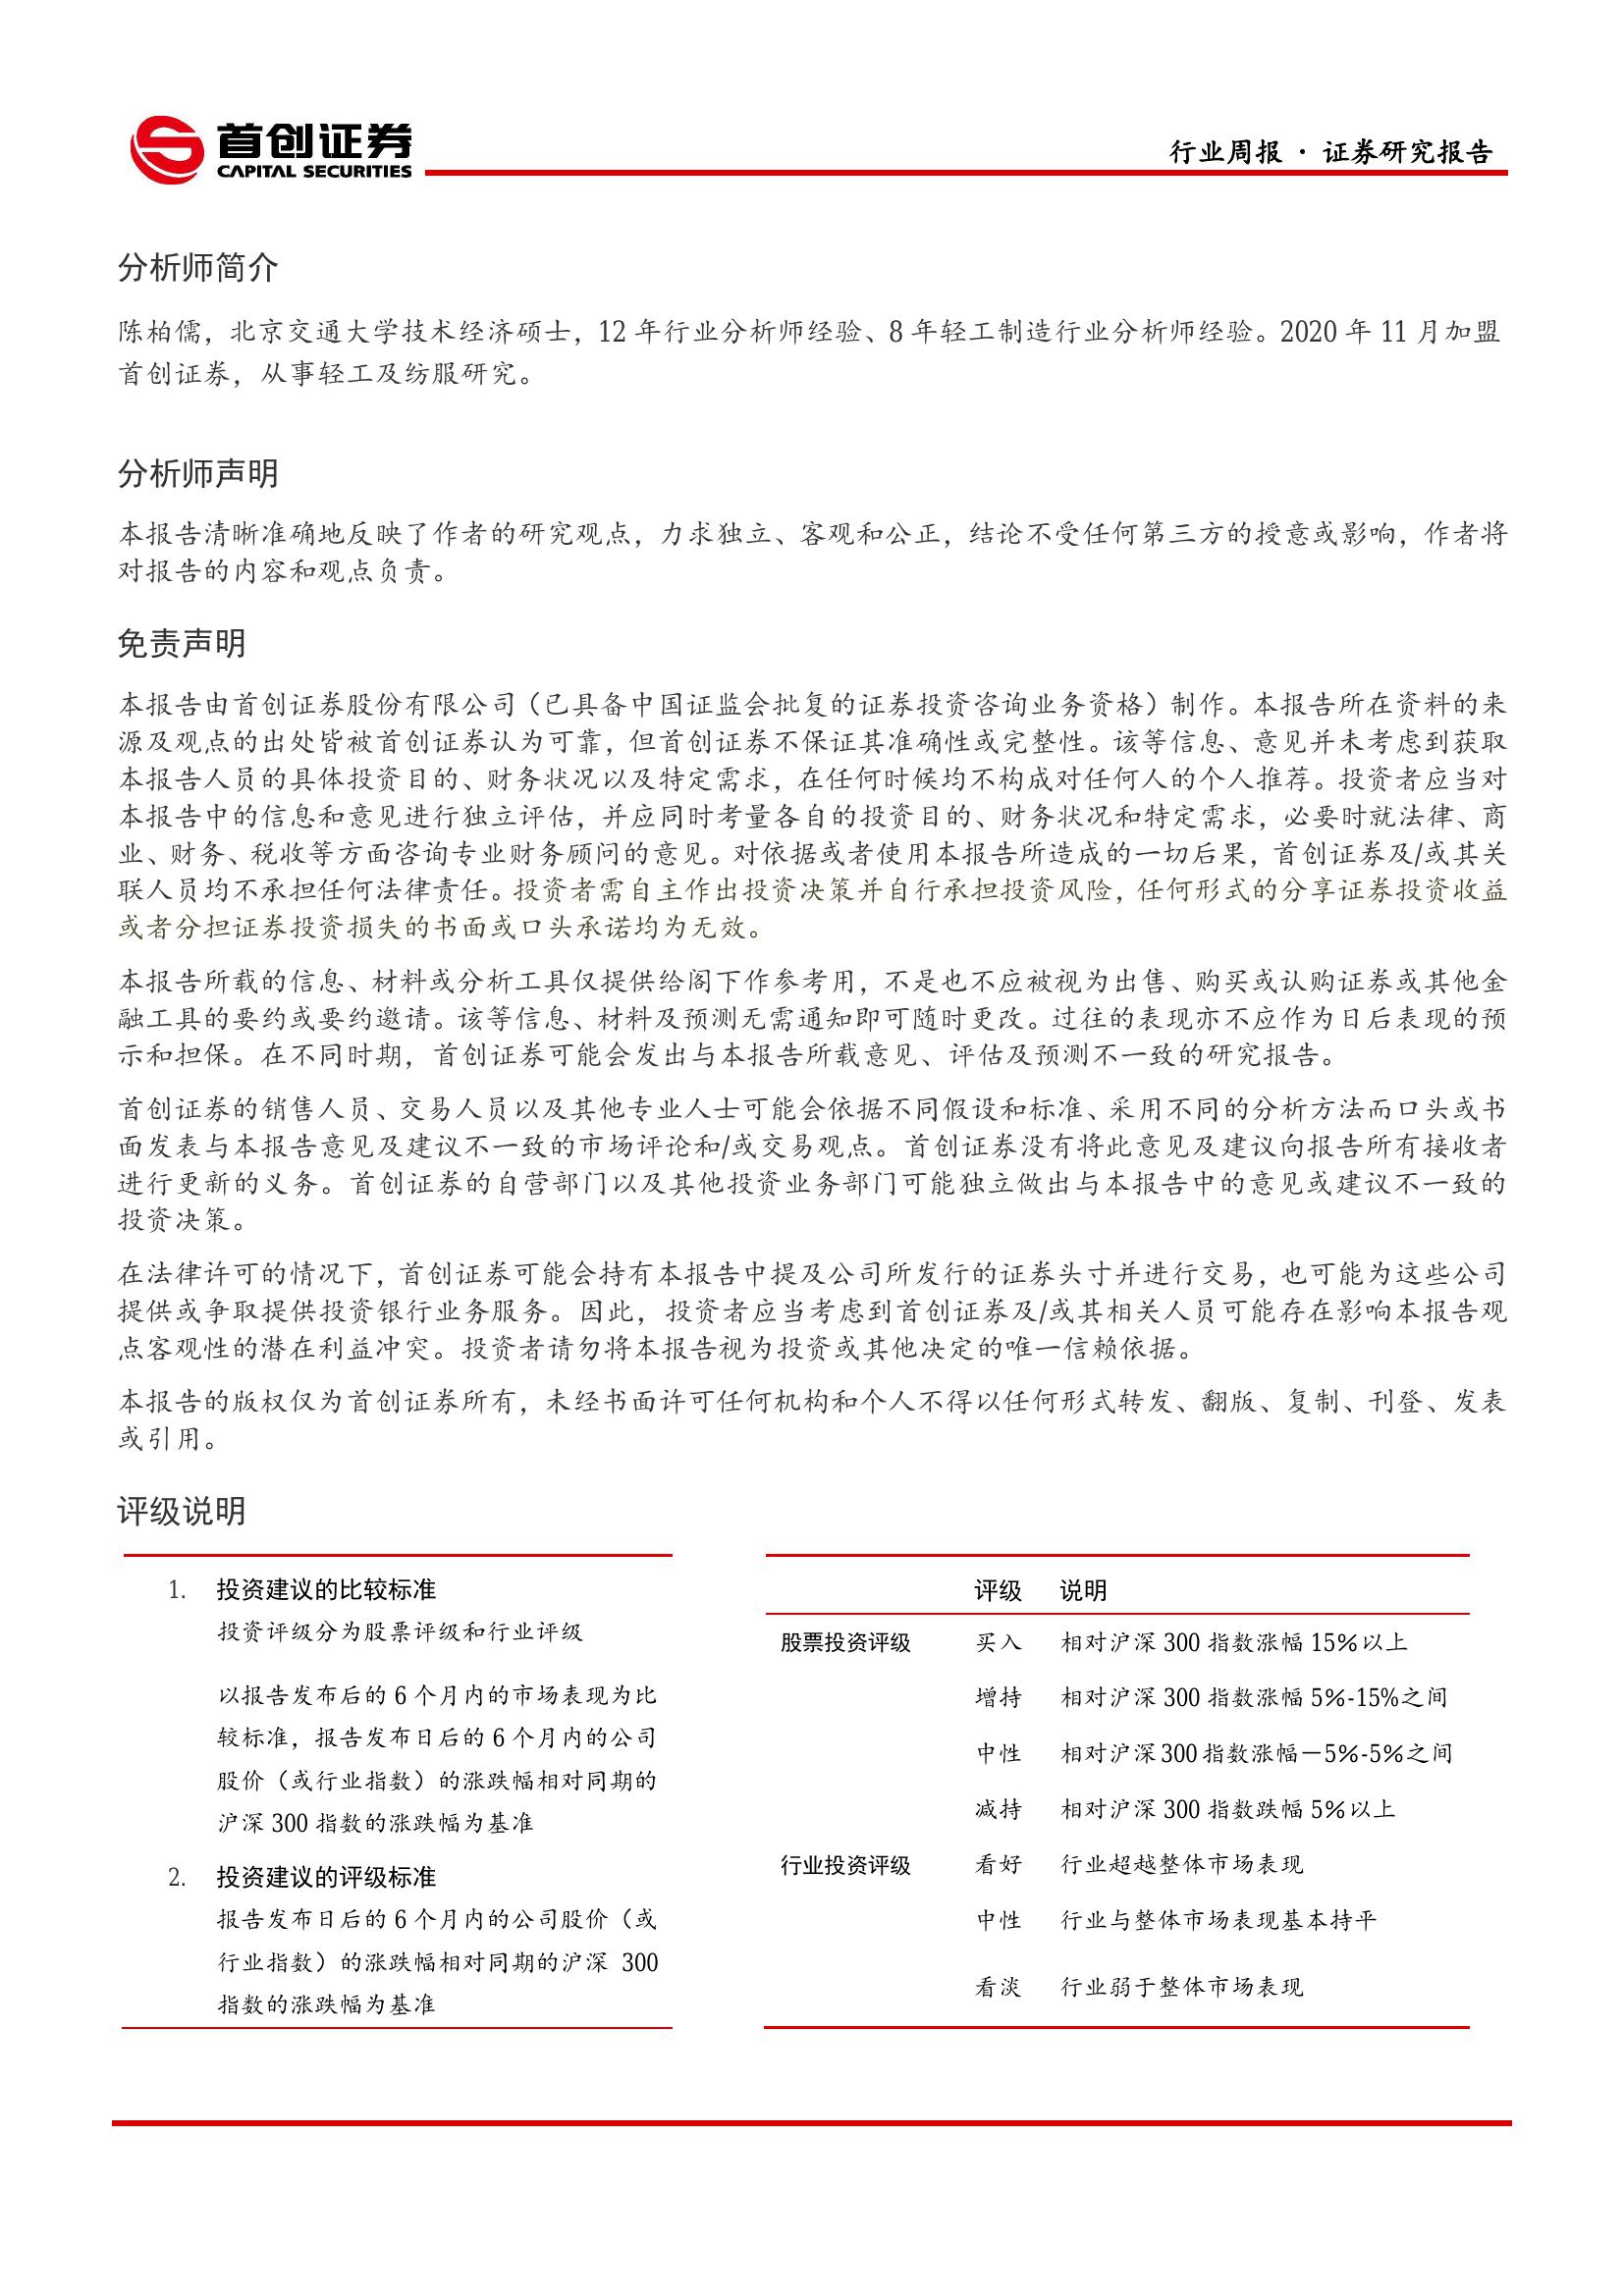 首创证券
CAPITAL SECURITIES
行业周报 · 证券研究报告
分析师简介
陈柏儒，北京交通大学技术经济硕士，12 年行业分析师经验、8 年轻工制造行业分析师经验。2020 年 11 月加盟
首创证券，从事轻工及纺服研究。
分析师声明
本报告清晰准确地反映了作者的研究观点，力求独立、客观和公正，结论不受任何第三方的授意或影响，作者将
对报告的内容和观点负责。
免责声明
本报告由首创证券股份有限公司（已具备中国证监会批复的证券投资咨询业务资格）制作。本报告所在资料的来
源及观点的出处皆被首创证券认为可靠，但首创证券不保证其准确性或完整性。该等信息、意见并未考虑到获取
本报告人员的具体投资目的、财务状况以及特定需求，在任何时候均不构成对任何人的个人推荐。投资者应当对
本报告中的信息和意见进行独立评估，并应同时考量各自的投资目的、财务状况和特定需求，必要时就法律、商
业、财务、税收等方面咨询专业财务顾问的意见。对依据或者使用本报告所造成的一切后果，首创证券及/或其关
联人员均不承担任何法律责任。投资者需自主作出投资决策并自行承担投资风险，任何形式的分享证券投资收益
或者分担证券投资损失的书面或口头承诺均为无效。
本报告所载的信息、材料或分析工具仅提供给阁下作参考用，不是也不应被视为出售、购买或认购证券或其他金
融工具的要约或要约邀请。该等信息、材料及预测无需通知即可随时更改。过往的表现亦不应作为日后表现的预
示和担保。在不同时期，首创证券可能会发出与本报告所载意见、评估及预测不一致的研究报告。
首创证券的销售人员、交易人员以及其他专业人士可能会依据不同假设和标准、采用不同的分析方法而口头或书
面发表与本报告意见及建议不一致的市场评论和/或交易观点。首创证券没有将此意见及建议向报告所有接收者
进行更新的义务。首创证券的自营部门以及其他投资业务部门可能独立做出与本报告中的意见或建议不一致的
投资决策。
在法律许可的情况下，首创证券可能会持有本报告中提及公司所发行的证券头寸并进行交易，也可能为这些公司
提供或争取提供投资银行业务服务。因此，投资者应当考虑到首创证券及/或其相关人员可能存在影响本报告观
点客观性的潜在利益冲突。投资者请勿将本报告视为投资或其他决定的唯一信赖依据。
本报告的版权仅为首创证券所有，未经书面许可任何机构和个人不得以任何形式转发、翻版、复制、刊登、发表
或引用。
评级说明
1. 投资建议的比较标准
投资评级分为股票评级和行业评级
以报告发布后的 6 个月内的市场表现为比
较标准，报告发布日后的 6 个月内的公司
股价（或行业指数）的涨跌幅相对同期的
沪深 300 指数的涨跌幅为基准
2. 投资建议的评级标准
报告发布日后的 6 个月内的公司股价（或
行业指数）的涨跌幅相对同期的沪深 300
指数的涨跌幅为基准
评级 说明
股票投资评级 买入 相对沪深 300 指数涨幅 15%以上
增持 相对沪深 300 指数涨幅 5%-15%之间
中性 相对沪深 300 指数涨幅－5%-5%之间
减持 相对沪深 300 指数跌幅 5%以上
行业投资评级 看好 行业超越整体市场表现
中性 行业与整体市场表现基本持平
看淡 行业弱于整体市场表现